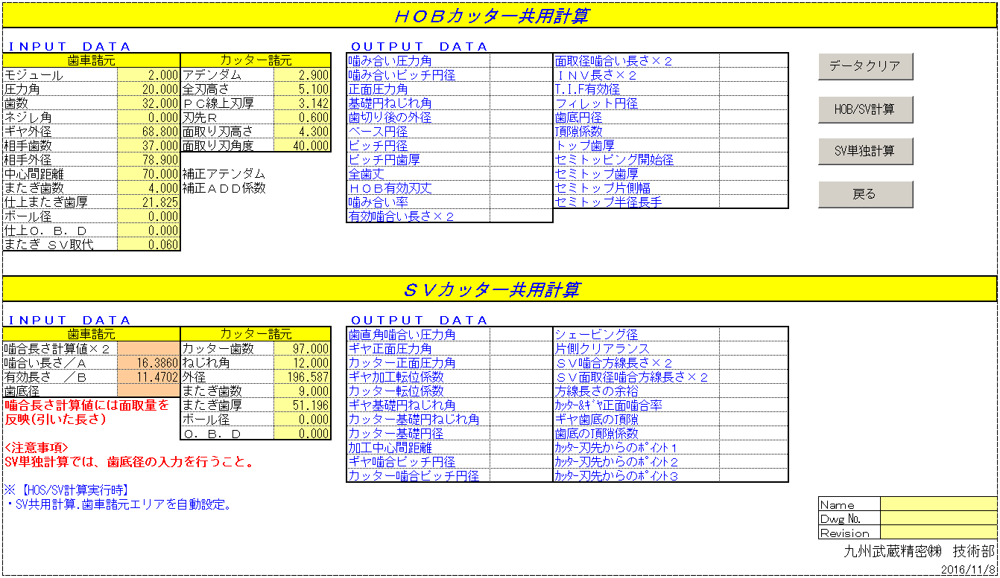 ＨＯＢカッター共用計算
ＩＮＰＵＴ　ＤＡＴＡ
歯車諸元 カッター諸元
モジュール 2.000 アデンダム 2.900
圧力角 20.000 全刃高さ 5.100
歯数 32.000 ＰＣ線上刃厚 3.142
ネジレ角 0.000 刃先Ｒ 0.600
ギヤ外径 68.800 面取り刃高さ 4.300
相手歯数 37.000 面取り刃角度 40.000
相手外径 78.900
中心間距離 70.000 補正アテンダム
またぎ歯数 4.000 補正ＡＤＤ係数
仕上またぎ歯厚 21.825
ボール径 0.000
仕上Ｏ．Ｂ．Ｄ 0.000
またぎ ＳＶ取代 0.060
ＯＵＴＰＵＴ　ＤＡＴＡ
噛み合い圧力角 面取径噛合い長さ×２
噛み合いピッチ円径 ＩＮＶ長さ×２
正面圧力角 T.I.F有効径
基礎円ねじれ角 フィレット円径
歯切り後の外径 歯底円径
ベース円径 頂隙係数
ピッチ円径 トップ歯厚
ピッチ円歯厚 セミトッピング開始径
全歯丈 セミトップ歯厚
ＨＯＢ有効刃丈 セミトップ片側幅
噛み合い率 セミトップ半径長手
有効噛合い長さ×２
データクリア
HOB/SV計算
SV単独計算
戻る
ＳＶカッター共用計算
ＩＮＰＵＴ　ＤＡＴＡ
歯車諸元 カッター諸元
噛合長さ計算値×２ カッター歯数 97.000
噛合い長さ／Ａ 16.3860 ねじれ角 12.000
有効長さ　／Ｂ 11.4702 外径 196.587
歯底径 またぎ歯数 9.000
またぎ歯厚 51.196
ボール径 0.000
Ｏ．Ｂ．Ｄ 0.000
噛合長さ計算値には面取量を
反映(引いた長さ)
<注意事項>
SV単独計算では、歯底径の入力を行うこと。
※【HOS/SV計算実行時】
・SV共用計算.歯車諸元エリアを自動設定。
ＯＵＴＰＵＴ　ＤＡＴＡ
歯直角噛合い圧力角 シェービング径
ギヤ正面圧力角 片側クリアランス
カッター正面圧力角 ＳＶ噛合方線長さ×２
ギヤ加工転位係数 ＳＶ面取径噛合方線長さ×２
カッター転位係数 方線長さの余裕
ギヤ基礎円ねじれ角 ｶｯﾀｰ&ｷﾞﾔ正面噛合率
カッター基礎円ねじれ角 ギヤ歯底の頂隙
カッター基礎円径 歯底の頂隙係数
加工中心間距離 ｶｯﾀｰ刃先からのﾎﾟｲﾝﾄ１
ギヤ噛合ピッチ円径 ｶｯﾀｰ刃先からのﾎﾟｲﾝﾄ２
カッター噛合ピッチ円径 ｶｯﾀｰ刃先からのﾎﾟｲﾝﾄ３
Name
Dwg №.
Revision
九州武蔵精密㈱　技術部
2016/11/8